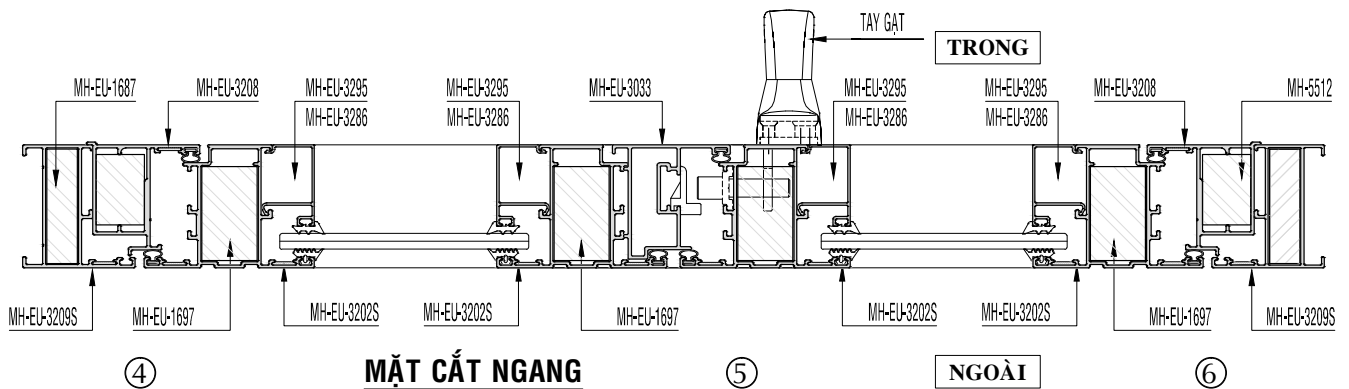 TAY GẠT
TRONG
MH-EU-1687 MH-EU-3208 MH-EU-3295 MH-EU-3295 MH-EU-3033 MH-EU-3295 MH-EU-3295 MH-EU-3208 MH-5512
MH-EU-3286 MH-EU-3286 MH-EU-3286 MH-EU-3286
MH-EU-3209S MH-EU-1697 MH-EU-3202S MH-EU-3202S MH-EU-1697 MH-EU-3202S MH-EU-3202S MH-EU-1697 MH-EU-3209S
④ MẶT CẮT NGANG ⑤ NGOÀI ⑥